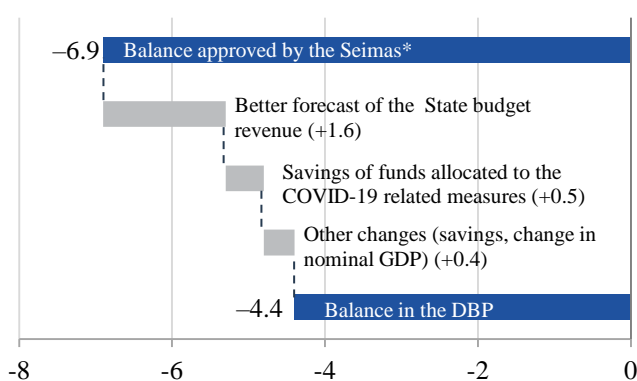 –6.9
Balance approved by the Seimas*
Better forecast of the State budget
revenue (+1.6)
Savings of funds allocated to the
COVID-19 related measures (+0.5)
Other changes (savings, change in
nominal GDP) (+0.4)
–4.4
Balance in the DBP
-8 -6 -4 -2 0